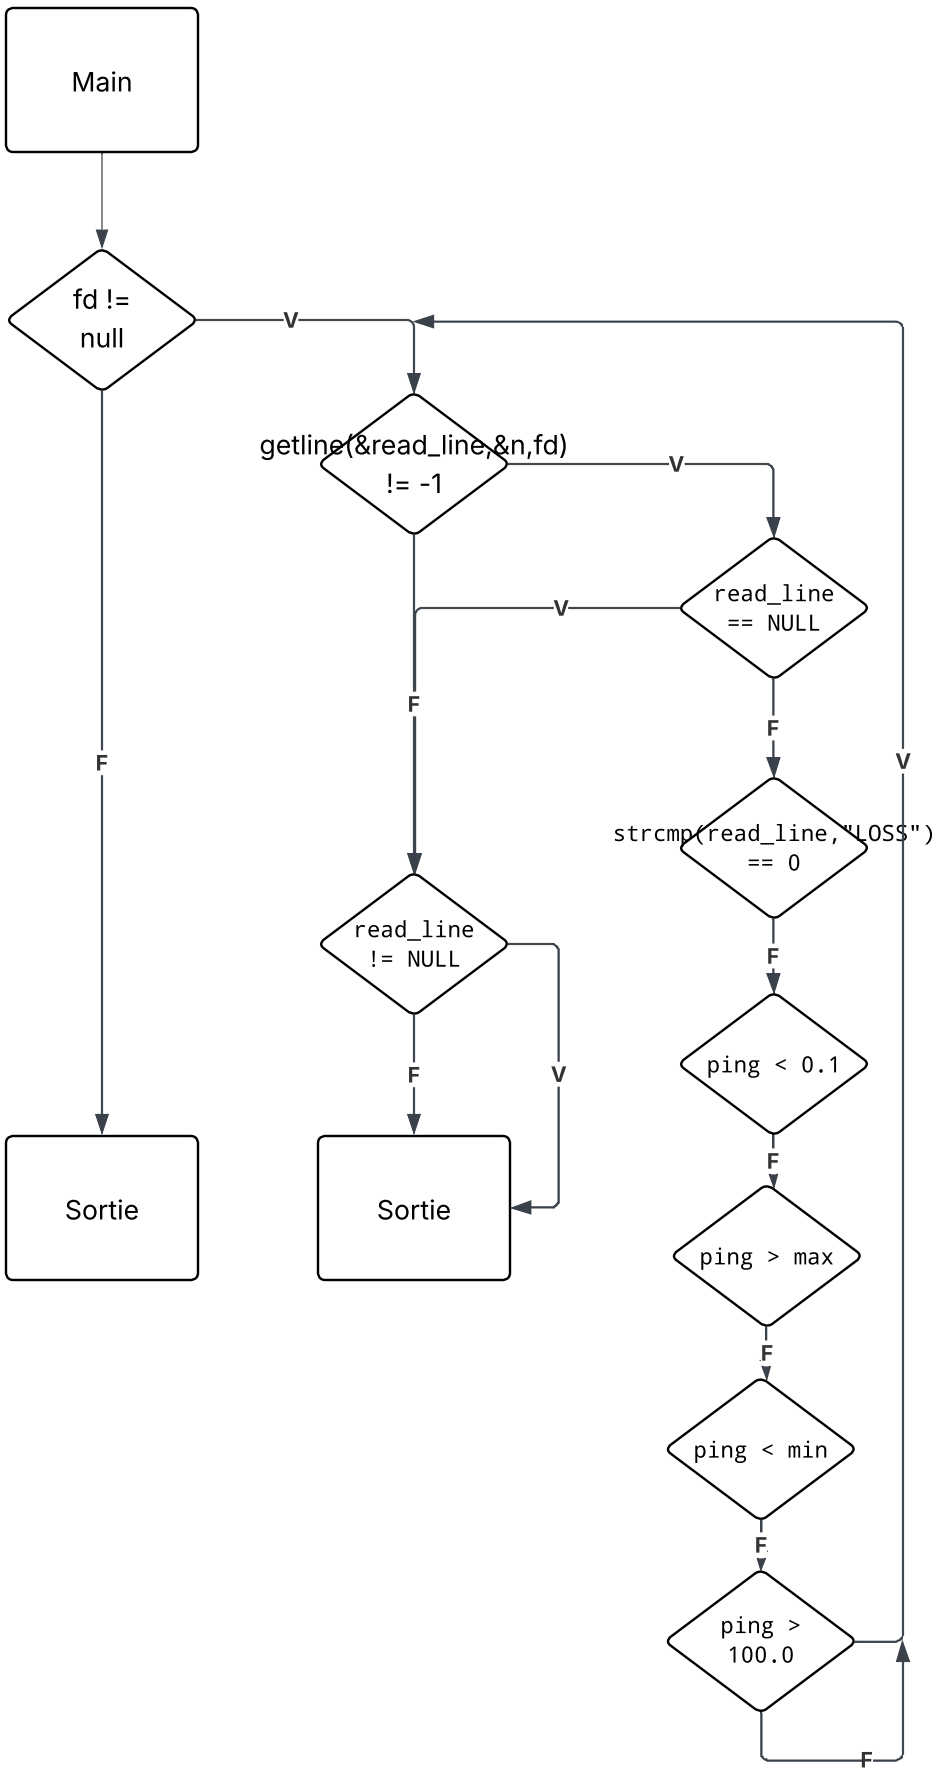 Main
fd !=
null
V
getline(&read_line,&n,fd)
!= -1
V
read_line
== NULL
V
F
F
F
V
strcmp(read_line,"LOSS")
== 0
F
read_line
!= NULL
F
V
ping < 0.1
F
Sortie
Sortie
ping > max
F
ping < min
F
ping >
100.0
F